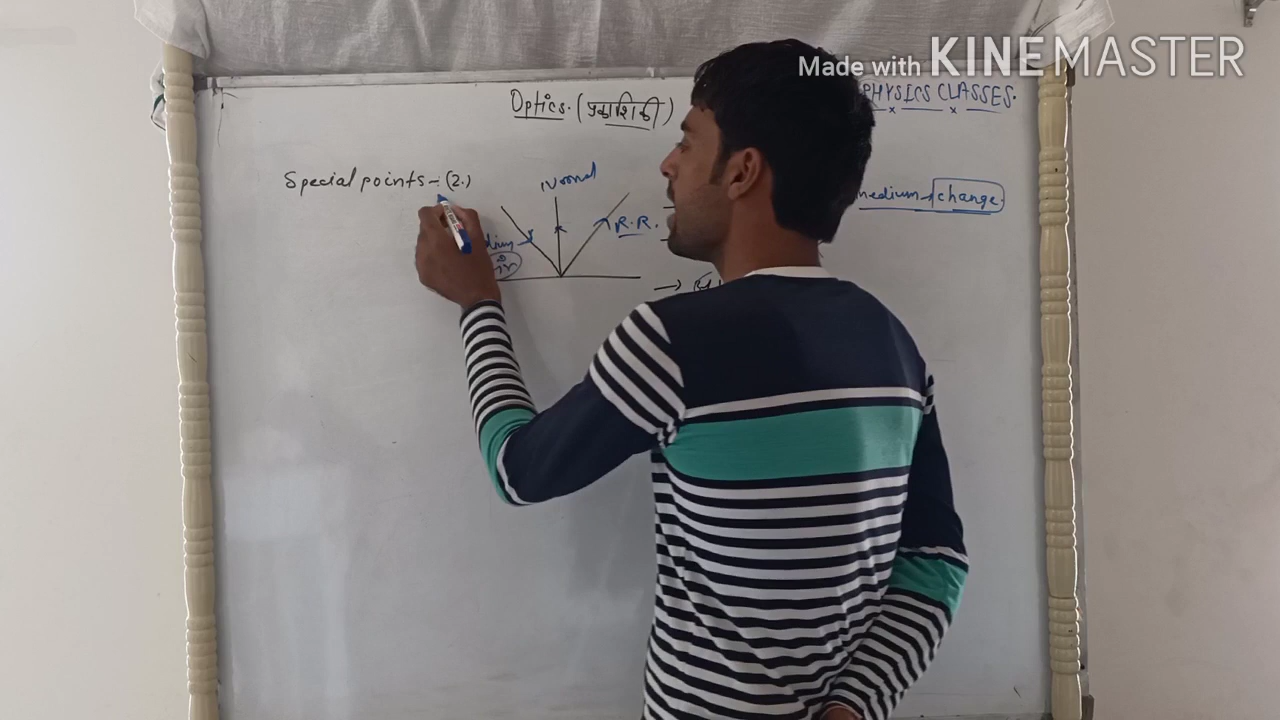 Made with KINEMASTER
PHYSICS CLASSES.
Optics. (प्रकाशिकी)
Special points :- (2.)
Normal
medium → change.
R.R.